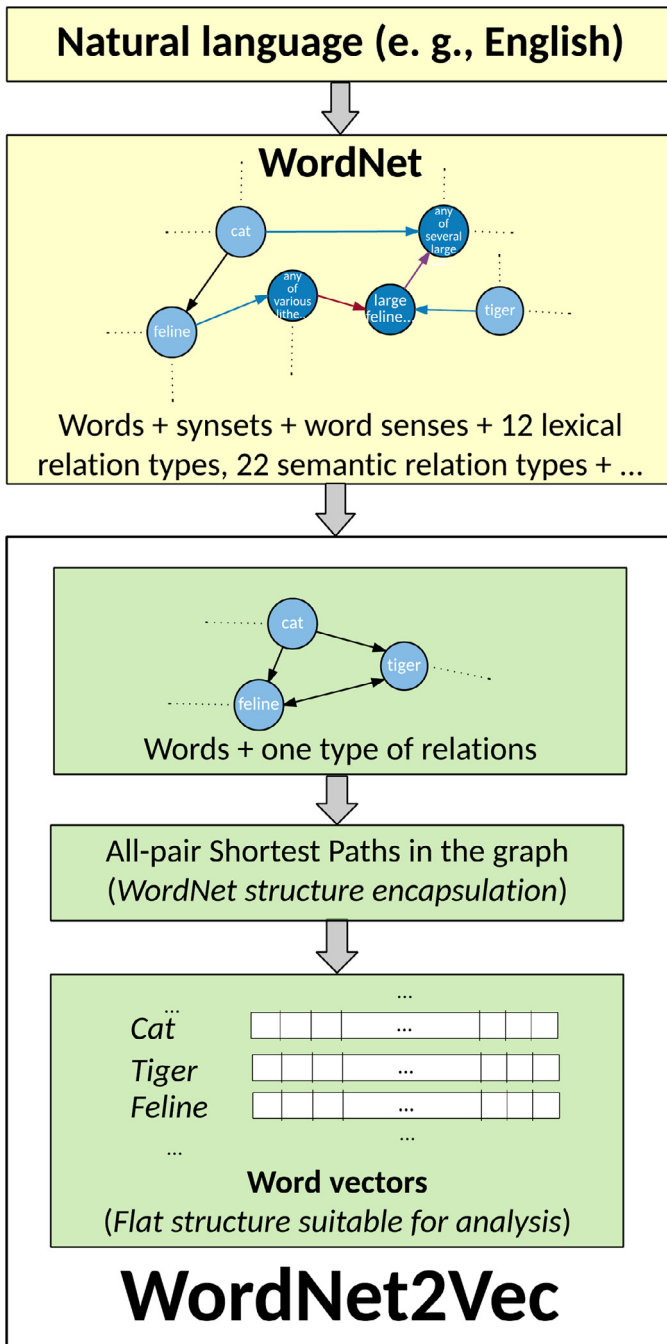 Natural language (e. g., English)
WordNet
cat
any
of
several
large
any
of
various
lithe...
large
feline...
tiger
feline
Words + synsets + word senses + 12 lexical
relation types, 22 semantic relation types + ...
cat
tiger
feline
Words + one type of relations
All-pair Shortest Paths in the graph
(WordNet structure encapsulation)
...
...
Cat ...
Tiger ...
Feline ...
...
...
Word vectors
(Flat structure suitable for analysis)
WordNet2Vec